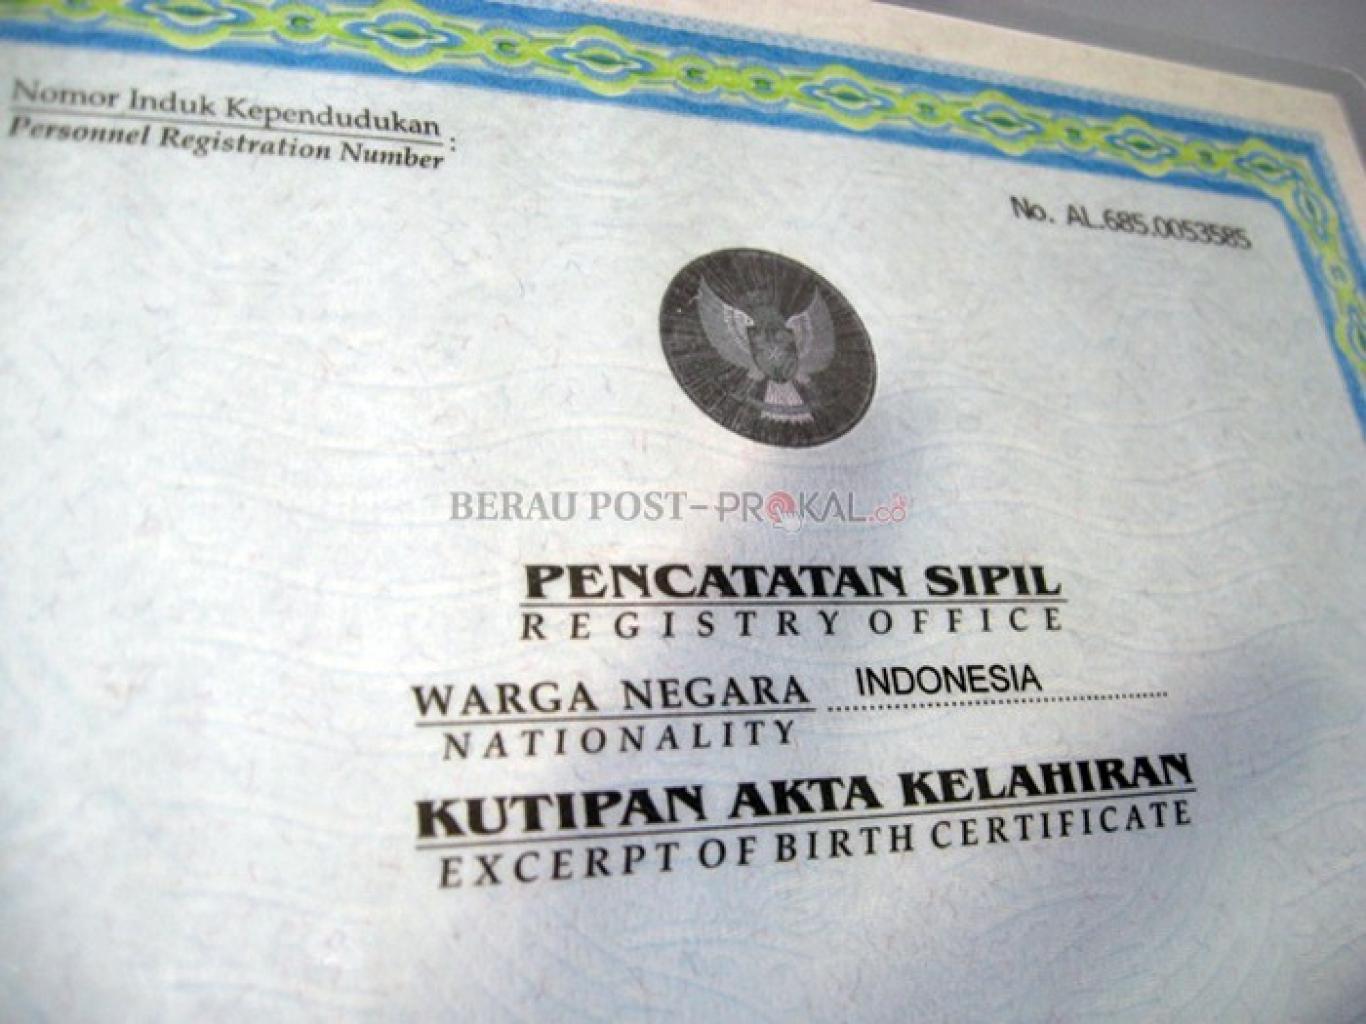 Nomor Induk Kependudukan
Personnel Registration Number :
No. AL.685.0053585
BERAU POST-PROKAL.co
PENCATATAN SIPIL
REGISTRY OFFICE
WARGA NEGARA INDONESIA
NATIONALITY
KUTIPAN AKTA KELAHIRAN
EXCERPT OF BIRTH CERTIFICATE